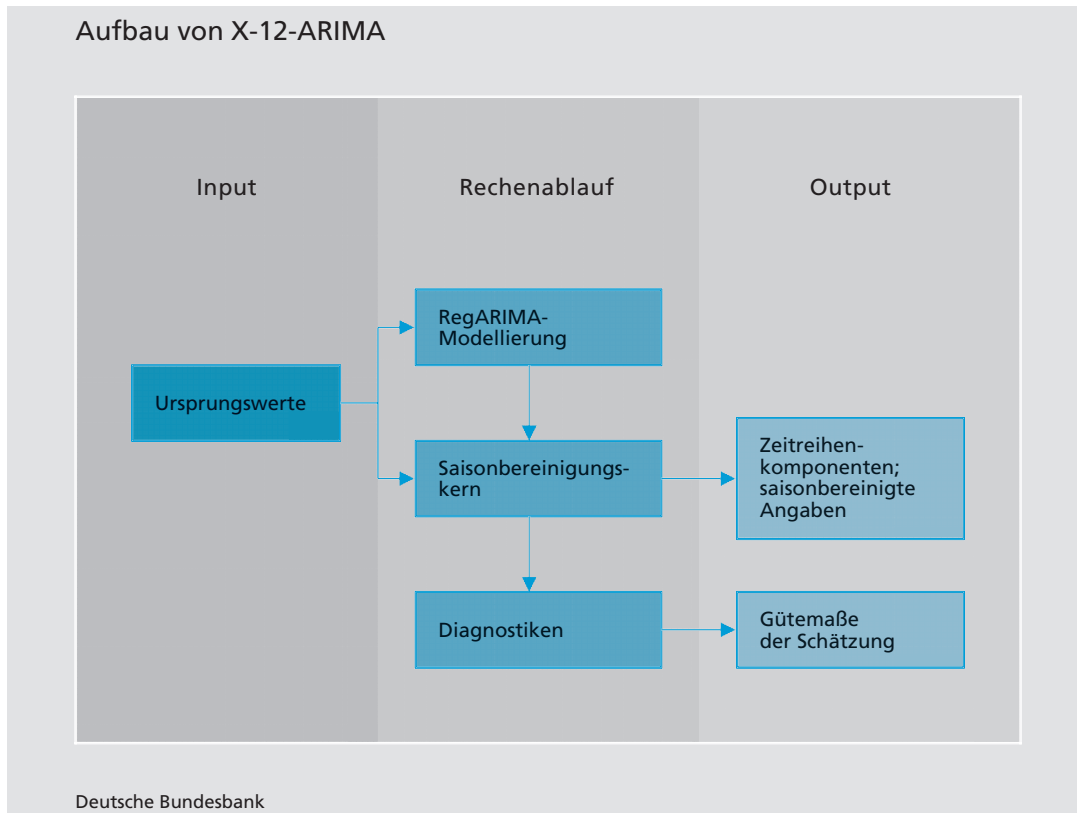 Aufbau von X-12-ARIMA
Input
Rechenablauf
Output
RegARIMA-
Modellierung
Ursprungswerte
Saisonbereinigungs-
kern
Zeitreihen-
komponenten;
saisonbereinigte
Angaben
Diagnostiken
Gütemaße
der Schätzung
Deutsche Bundesbank